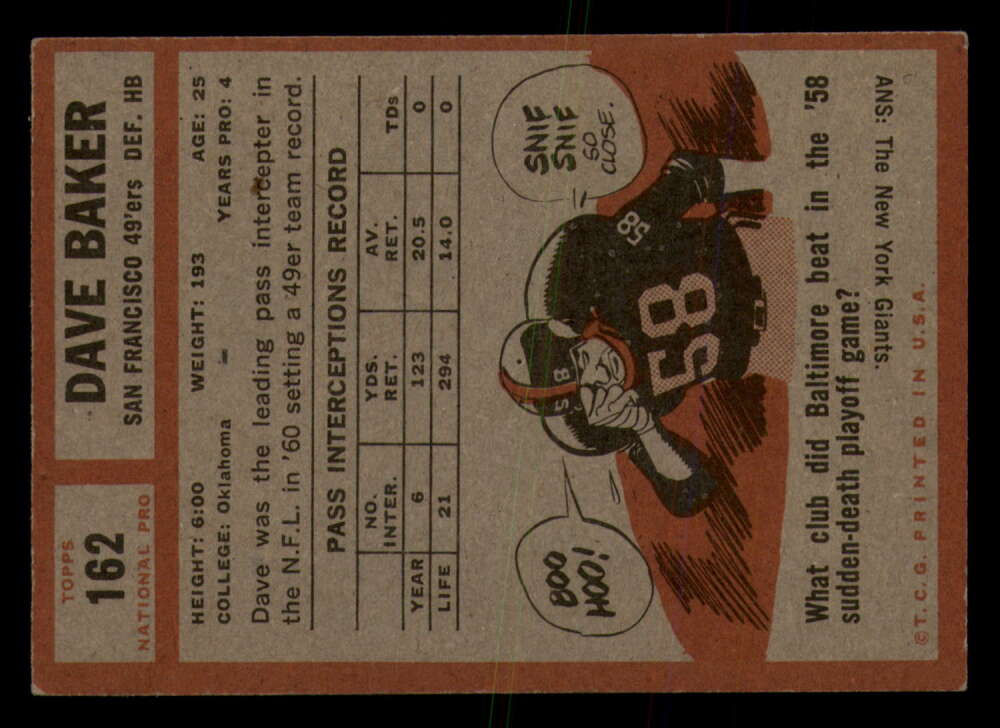 TOPPS
162
NATIONAL PRO
DAVE BAKER
SAN FRANCISCO 49'ers DEF. HB
HEIGHT: 6:00 WEIGHT: 193 AGE: 25
COLLEGE: Oklahoma YEARS PRO: 4
Dave was the leading pass intercepter in
the N.F.L. in '60 setting a 49er team record.
PASS INTERCEPTIONS RECORD
NO. YDS. AV.
INTER. RET. RET. TDs
YEAR 6 123 20.5 0
LIFE 21 294 14.0 0
BOO
HOO!
SNIF
SNIF
SO
CLOSE.
58
58
58
What club did Baltimore beat in the '58
sudden-death playoff game?
ANS: The New York Giants.
©T.C.G. PRINTED IN U.S.A.